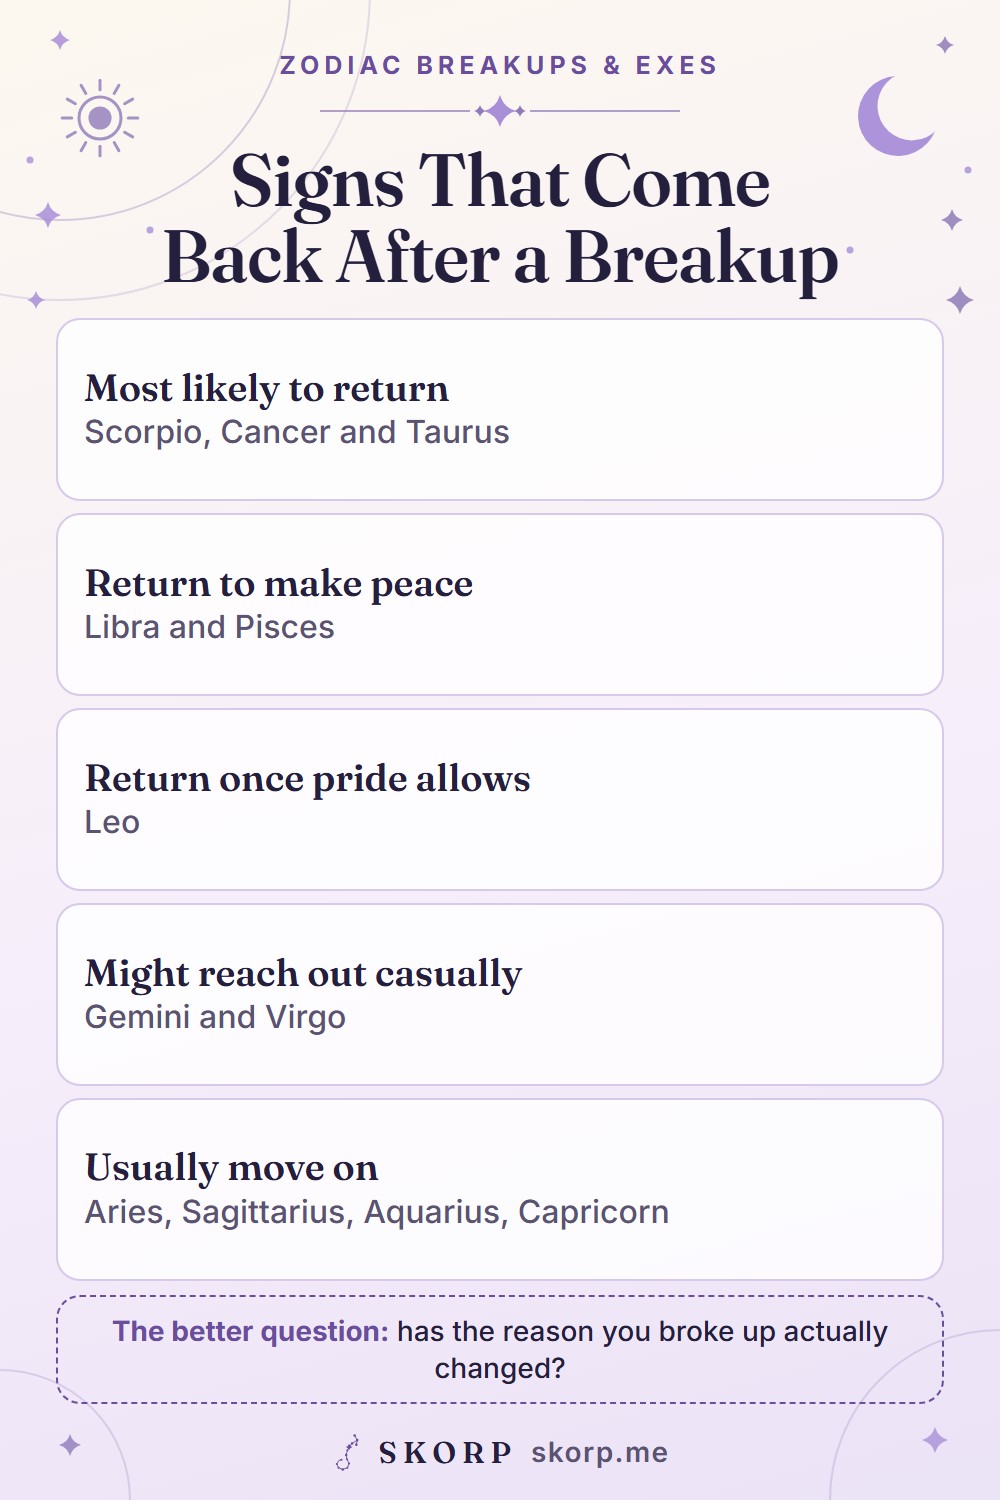 ZODIAC BREAKUPS & EXES
Signs That Come
Back After a Breakup
Most likely to return
Scorpio, Cancer and Taurus
Return to make peace
Libra and Pisces
Return once pride allows
Leo
Might reach out casually
Gemini and Virgo
Usually move on
Aries, Sagittarius, Aquarius, Capricorn
The better question: has the reason you broke up actually
changed?
SKORP skorp.me